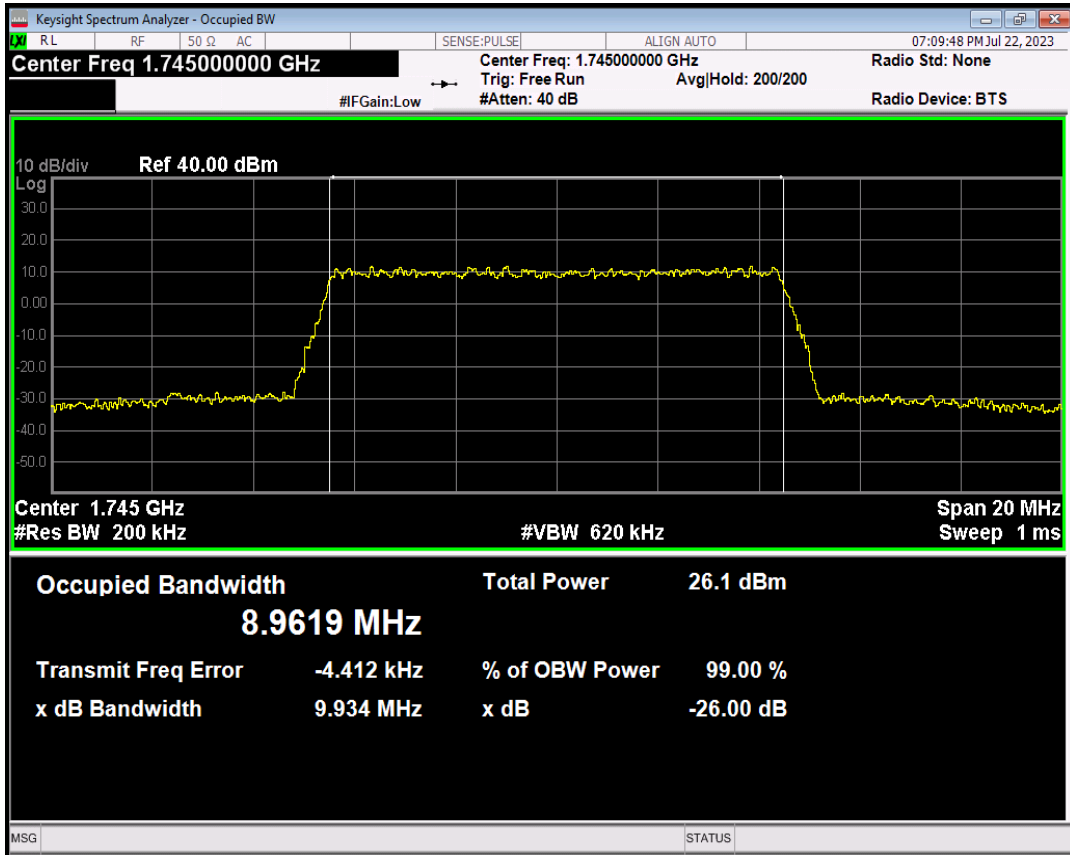 Keysight Spectrum Analyzer - Occupied BW
LXI RL RF 50 Ω AC SENSE:PULSE ALIGN AUTO 07:09:48 PM Jul 22, 2023
Center Freq 1.745000000 GHz Center Freq: 1.745000000 GHz Radio Std: None
Trig: Free Run Avg|Hold: 200/200
#IFGain:Low #Atten: 40 dB Radio Device: BTS
10 dB/div Ref 40.00 dBm
Log
30.0
20.0
10.0
0.00
-10.0
-20.0
-30.0
-40.0
-50.0
Center 1.745 GHz Span 20 MHz
#Res BW 200 kHz #VBW 620 kHz Sweep 1 ms
Occupied Bandwidth Total Power 26.1 dBm
8.9619 MHz
Transmit Freq Error -4.412 kHz % of OBW Power 99.00 %
x dB Bandwidth 9.934 MHz x dB -26.00 dB
MSG STATUS